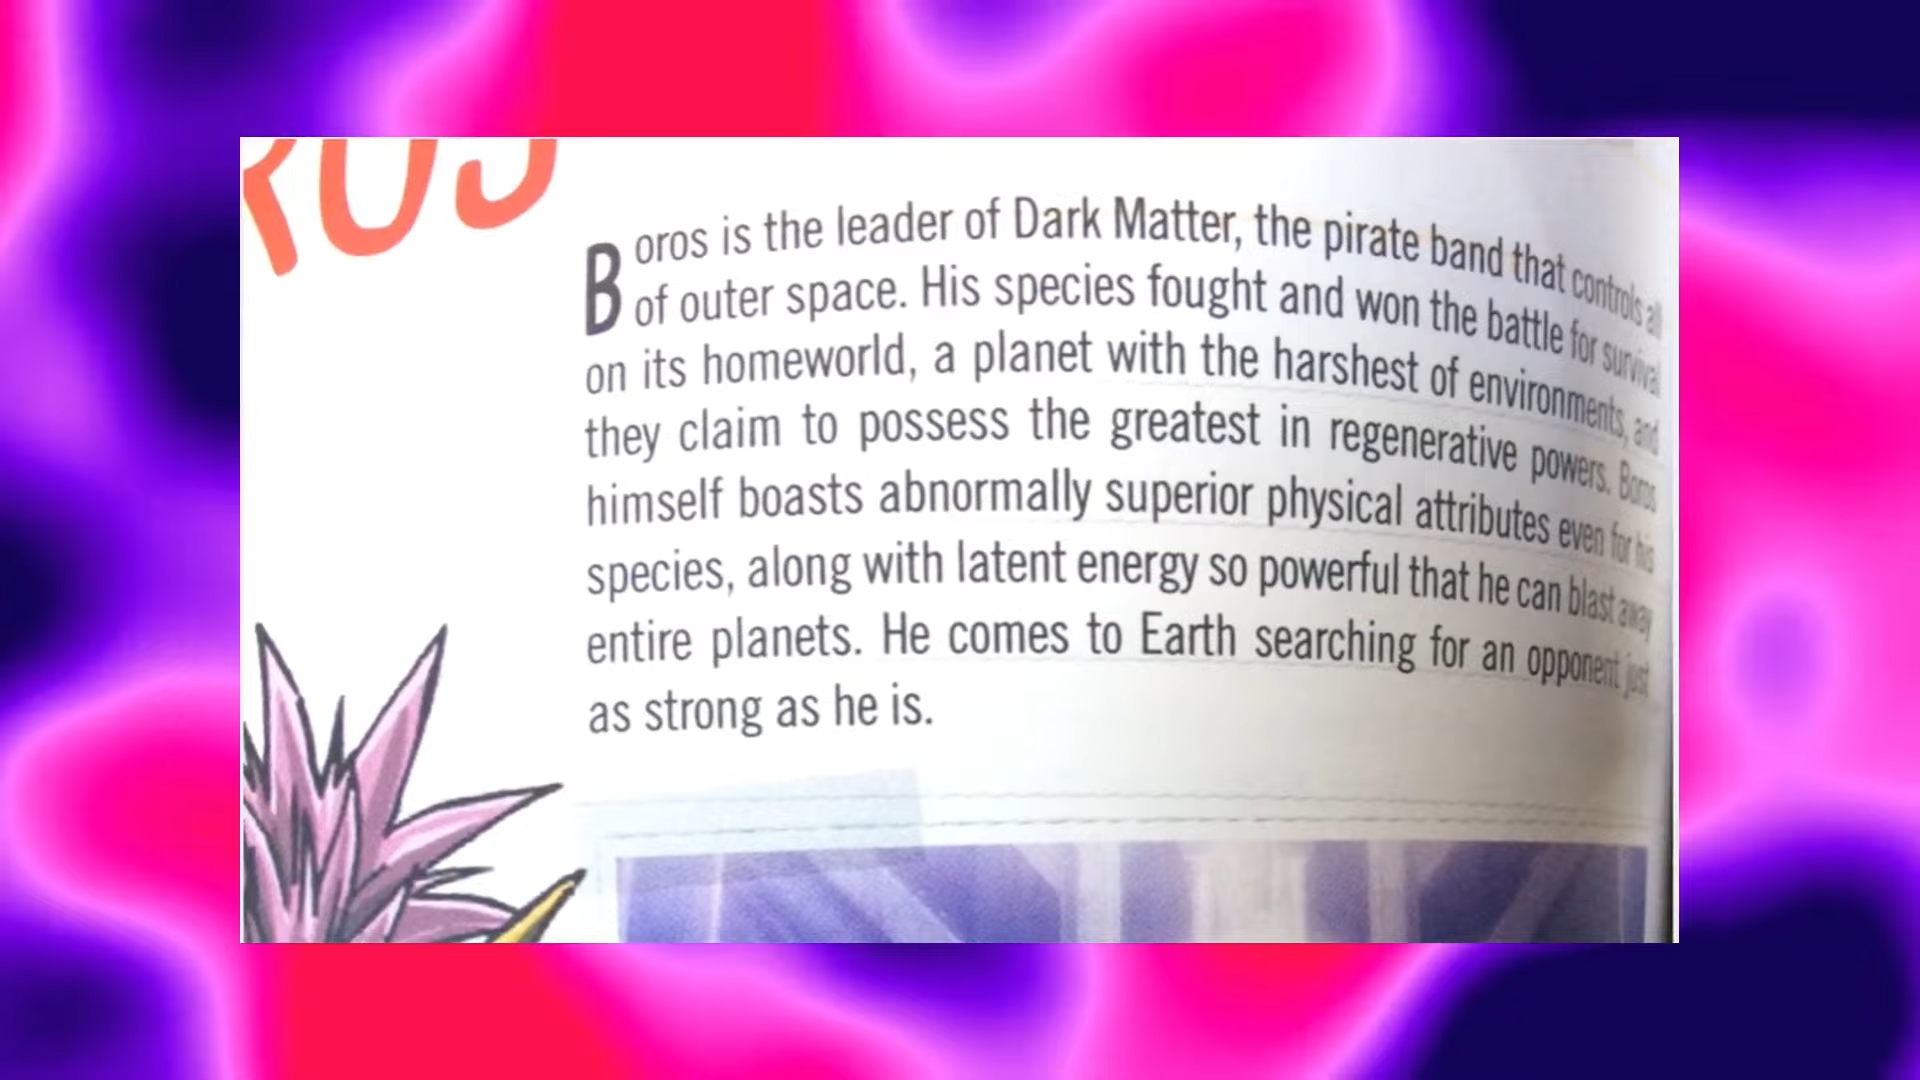 ROS
Boros is the leader of Dark Matter, the pirate band that controls all
of outer space. His species fought and won the battle for survival
on its homeworld, a planet with the harshest of environments, and
they claim to possess the greatest in regenerative powers. Boros
himself boasts abnormally superior physical attributes even for his
species, along with latent energy so powerful that he can blast away
entire planets. He comes to Earth searching for an opponent just
as strong as he is.